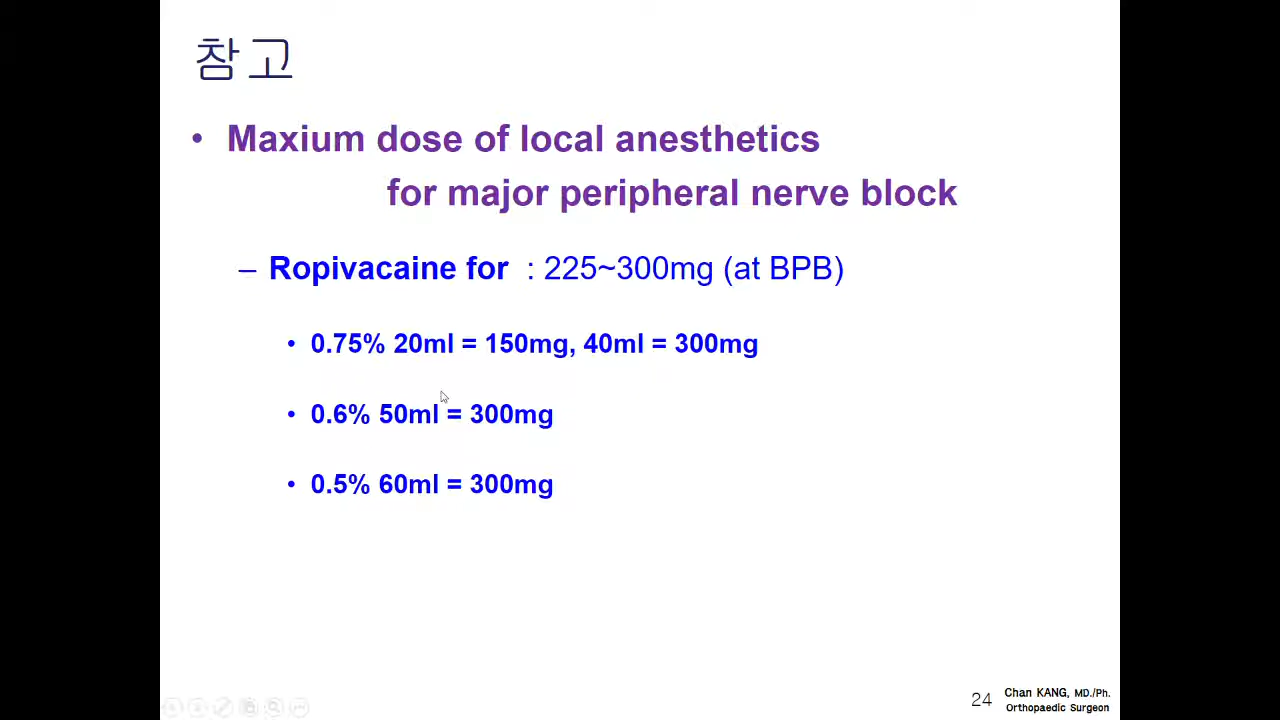 참고
• Maxium dose of local anesthetics
for major peripheral nerve block
– Ropivacaine for : 225~300mg (at BPB)
• 0.75% 20ml = 150mg, 40ml = 300mg
• 0.6% 50ml = 300mg
• 0.5% 60ml = 300mg
24
Chan KANG, MD./Ph.
Orthopaedic Surgeon